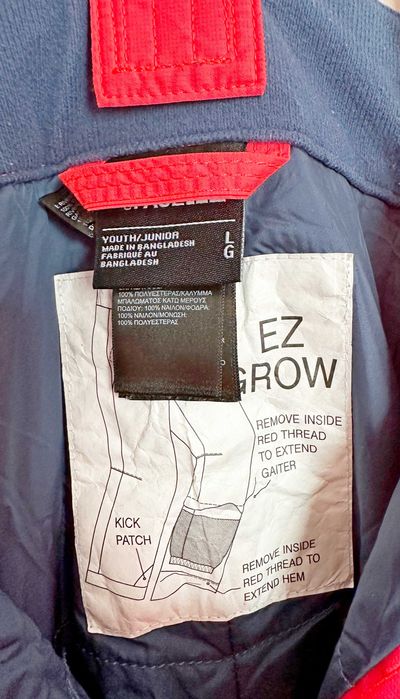 YOUTH/JUNIOR
MADE IN BANGLADESH
FABRIQUE AU
BANGLADESH
L
G
100% ΠΟΛΥΕΣΤΕΡΑΣ/ΚΑΛΥΜΜΑ
ΜΠΑΛΩΜΑΤΟΣ ΚΑΤΩ ΜΕΡΟΥΣ
ΠΟΔΙΟΥ: 100% ΝΑΙΛΟΝ/ΦΟΔΡΑ:
100% ΝΑΙΛΟΝ/ΜΟΝΩΣΗ:
100% ΠΟΛΥΕΣΤΕΡΑΣ
EZ
GROW
REMOVE INSIDE
RED THREAD
TO EXTEND
GAITER
KICK
PATCH
REMOVE INSIDE
RED THREAD TO
EXTEND HEM